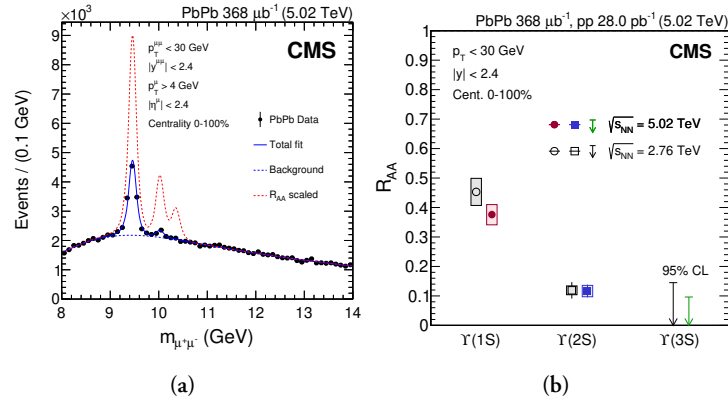 PbPb 368 μb⁻¹ (5.02 TeV)
×10³
CMS
p_T^μμ < 30 GeV
|y^μμ| < 2.4
p_T^μ > 4 GeV
|η^μ| < 2.4
Centrality 0-100%
PbPb Data
Total fit
Background
R_AA scaled
Events / (0.1 GeV)
9
8
7
6
5
4
3
2
1
0
8 9 10 11 12 13 14
m_μ⁺μ⁻ (GeV)
(a)
PbPb 368 μb⁻¹, pp 28.0 pb⁻¹ (5.02 TeV)
CMS
p_T < 30 GeV
|y| < 2.4
Cent. 0-100%
√s_NN = 5.02 TeV
√s_NN = 2.76 TeV
R_AA
1
0.9
0.8
0.7
0.6
0.5
0.4
0.3
0.2
0.1
0
95% CL
ϒ(1S) ϒ(2S) ϒ(3S)
(b)